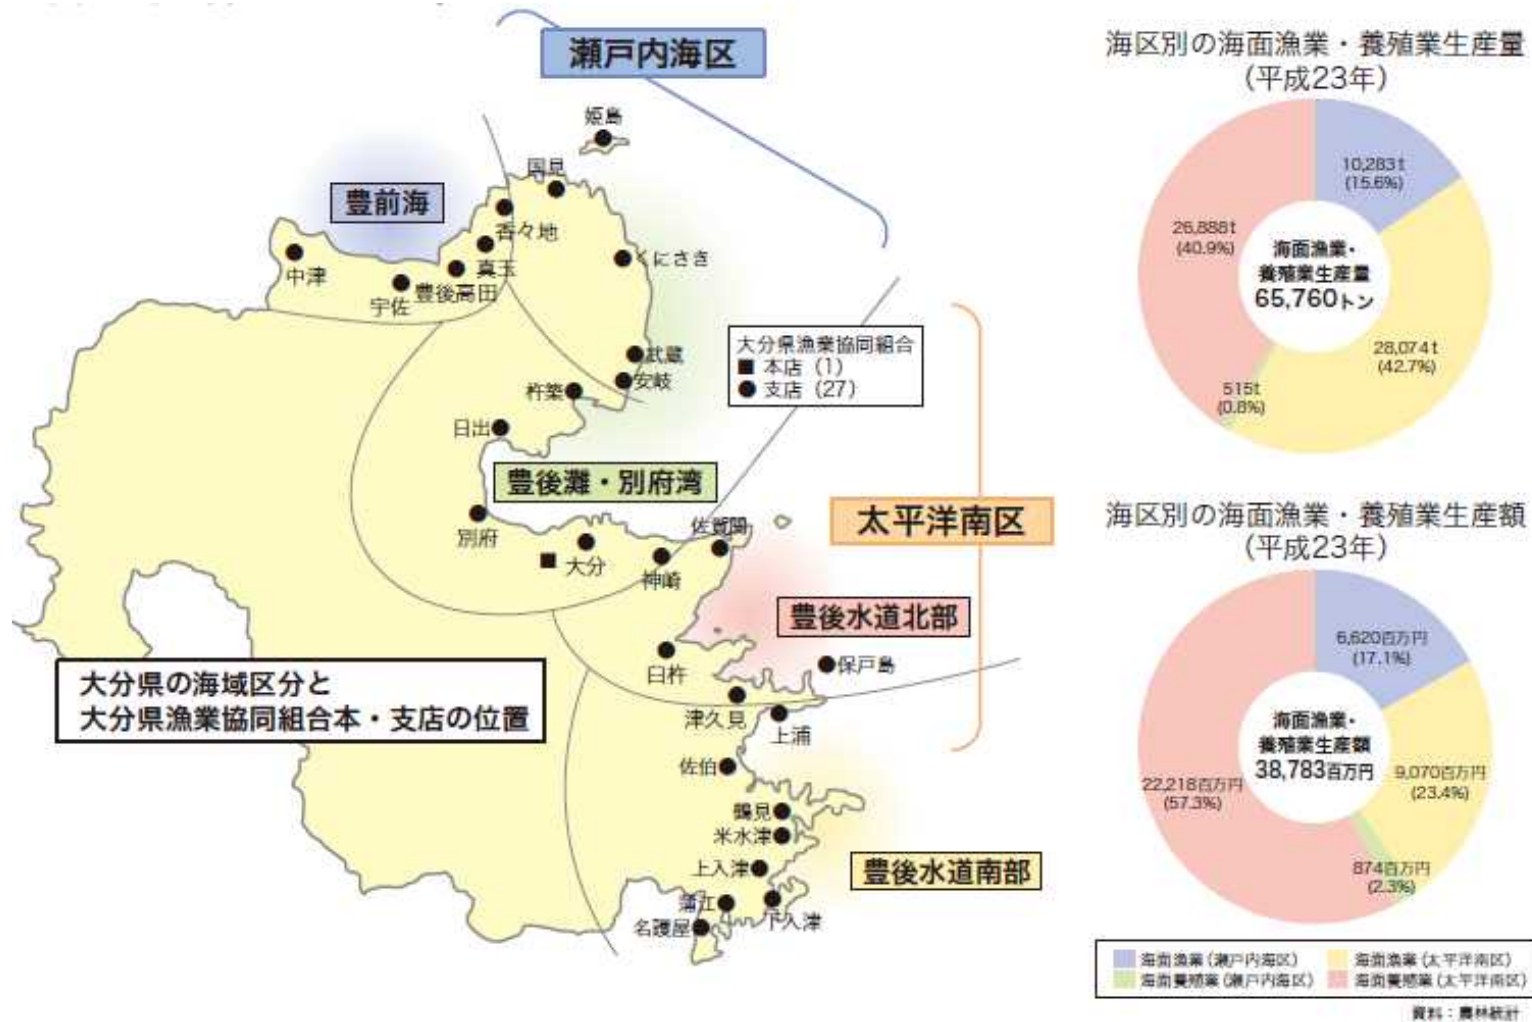 瀬戸内海区
姫島
国見
豊前海
香々地
中津
真玉
くにさき
宇佐
豊後高田
大分県漁業協同組合
■ 本店（1）
● 支店（27）
武蔵
安岐
杵築
日出
豊後灘・別府湾
太平洋南区
佐賀関
別府
大分
神崎
豊後水道北部
臼杵
保戸島
大分県の海域区分と
大分県漁業協同組合本・支店の位置
津久見
上浦
佐伯
鶴見
米水津
上入津
豊後水道南部
蒲江
下入津
名護屋
海区別の海面漁業・養殖業生産量
（平成23年）
10,283t
(15.6%)
26,888t
(40.9%)
海面漁業・
養殖業生産量
65,760トン
28,074t
(42.7%)
515t
(0.8%)
海区別の海面漁業・養殖業生産額
（平成23年）
6,620百万円
(17.1%)
海面漁業・
養殖業生産額
38,783百万円
9,070百万円
(23.4%)
22,218百万円
(57.3%)
874百万円
(2.3%)
海面漁業（瀬戸内海区） 海面漁業（太平洋南区）
海面養殖業（瀬戸内海区） 海面養殖業（太平洋南区）
資料：農林統計